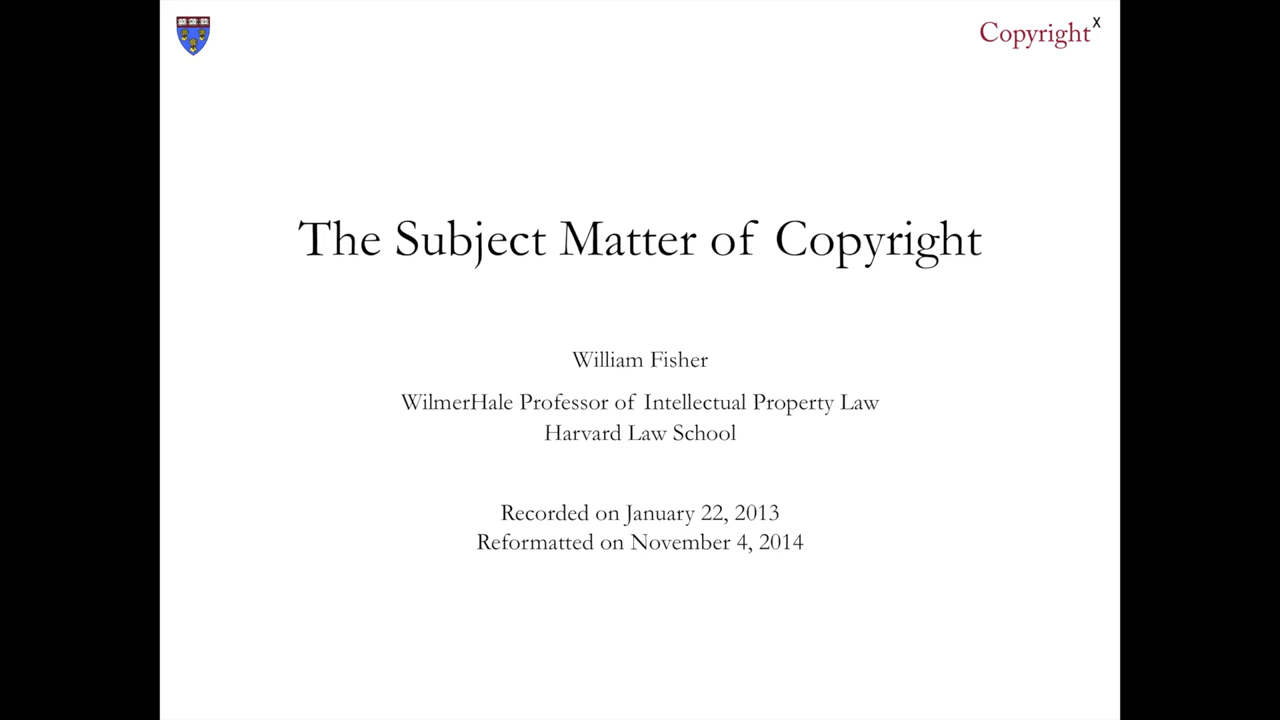 Copyright^X
The Subject Matter of Copyright
William Fisher
WilmerHale Professor of Intellectual Property Law
Harvard Law School
Recorded on January 22, 2013
Reformatted on November 4, 2014